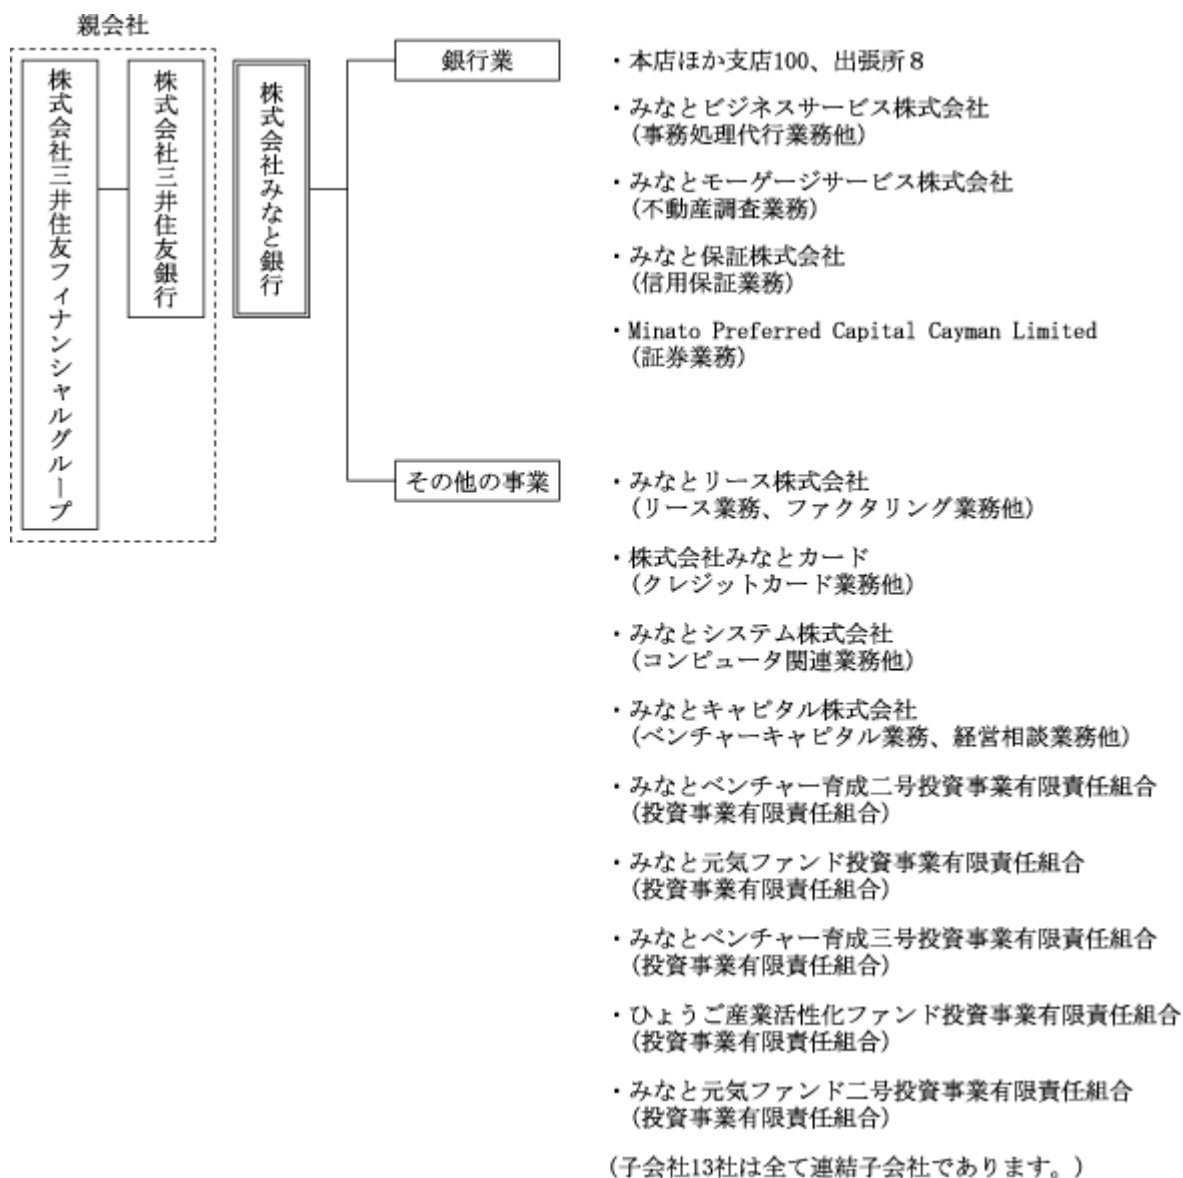 親会社
株式会社三井住友フィナンシャルグループ
株式会社三井住友銀行
株式会社みなと銀行
銀行業
・本店ほか支店100、出張所８
・みなとビジネスサービス株式会社
(事務処理代行業務他)
・みなとモーゲージサービス株式会社
(不動産調査業務)
・みなと保証株式会社
(信用保証業務)
・Minato Preferred Capital Cayman Limited
(証券業務)
その他の事業
・みなとリース株式会社
(リース業務、ファクタリング業務他)
・株式会社みなとカード
(クレジットカード業務他)
・みなとシステム株式会社
(コンピュータ関連業務他)
・みなとキャピタル株式会社
(ベンチャーキャピタル業務、経営相談業務他)
・みなとベンチャー育成二号投資事業有限責任組合
(投資事業有限責任組合)
・みなと元気ファンド投資事業有限責任組合
(投資事業有限責任組合)
・みなとベンチャー育成三号投資事業有限責任組合
(投資事業有限責任組合)
・ひょうご産業活性化ファンド投資事業有限責任組合
(投資事業有限責任組合)
・みなと元気ファンド二号投資事業有限責任組合
(投資事業有限責任組合)
(子会社13社は全て連結子会社であります。)